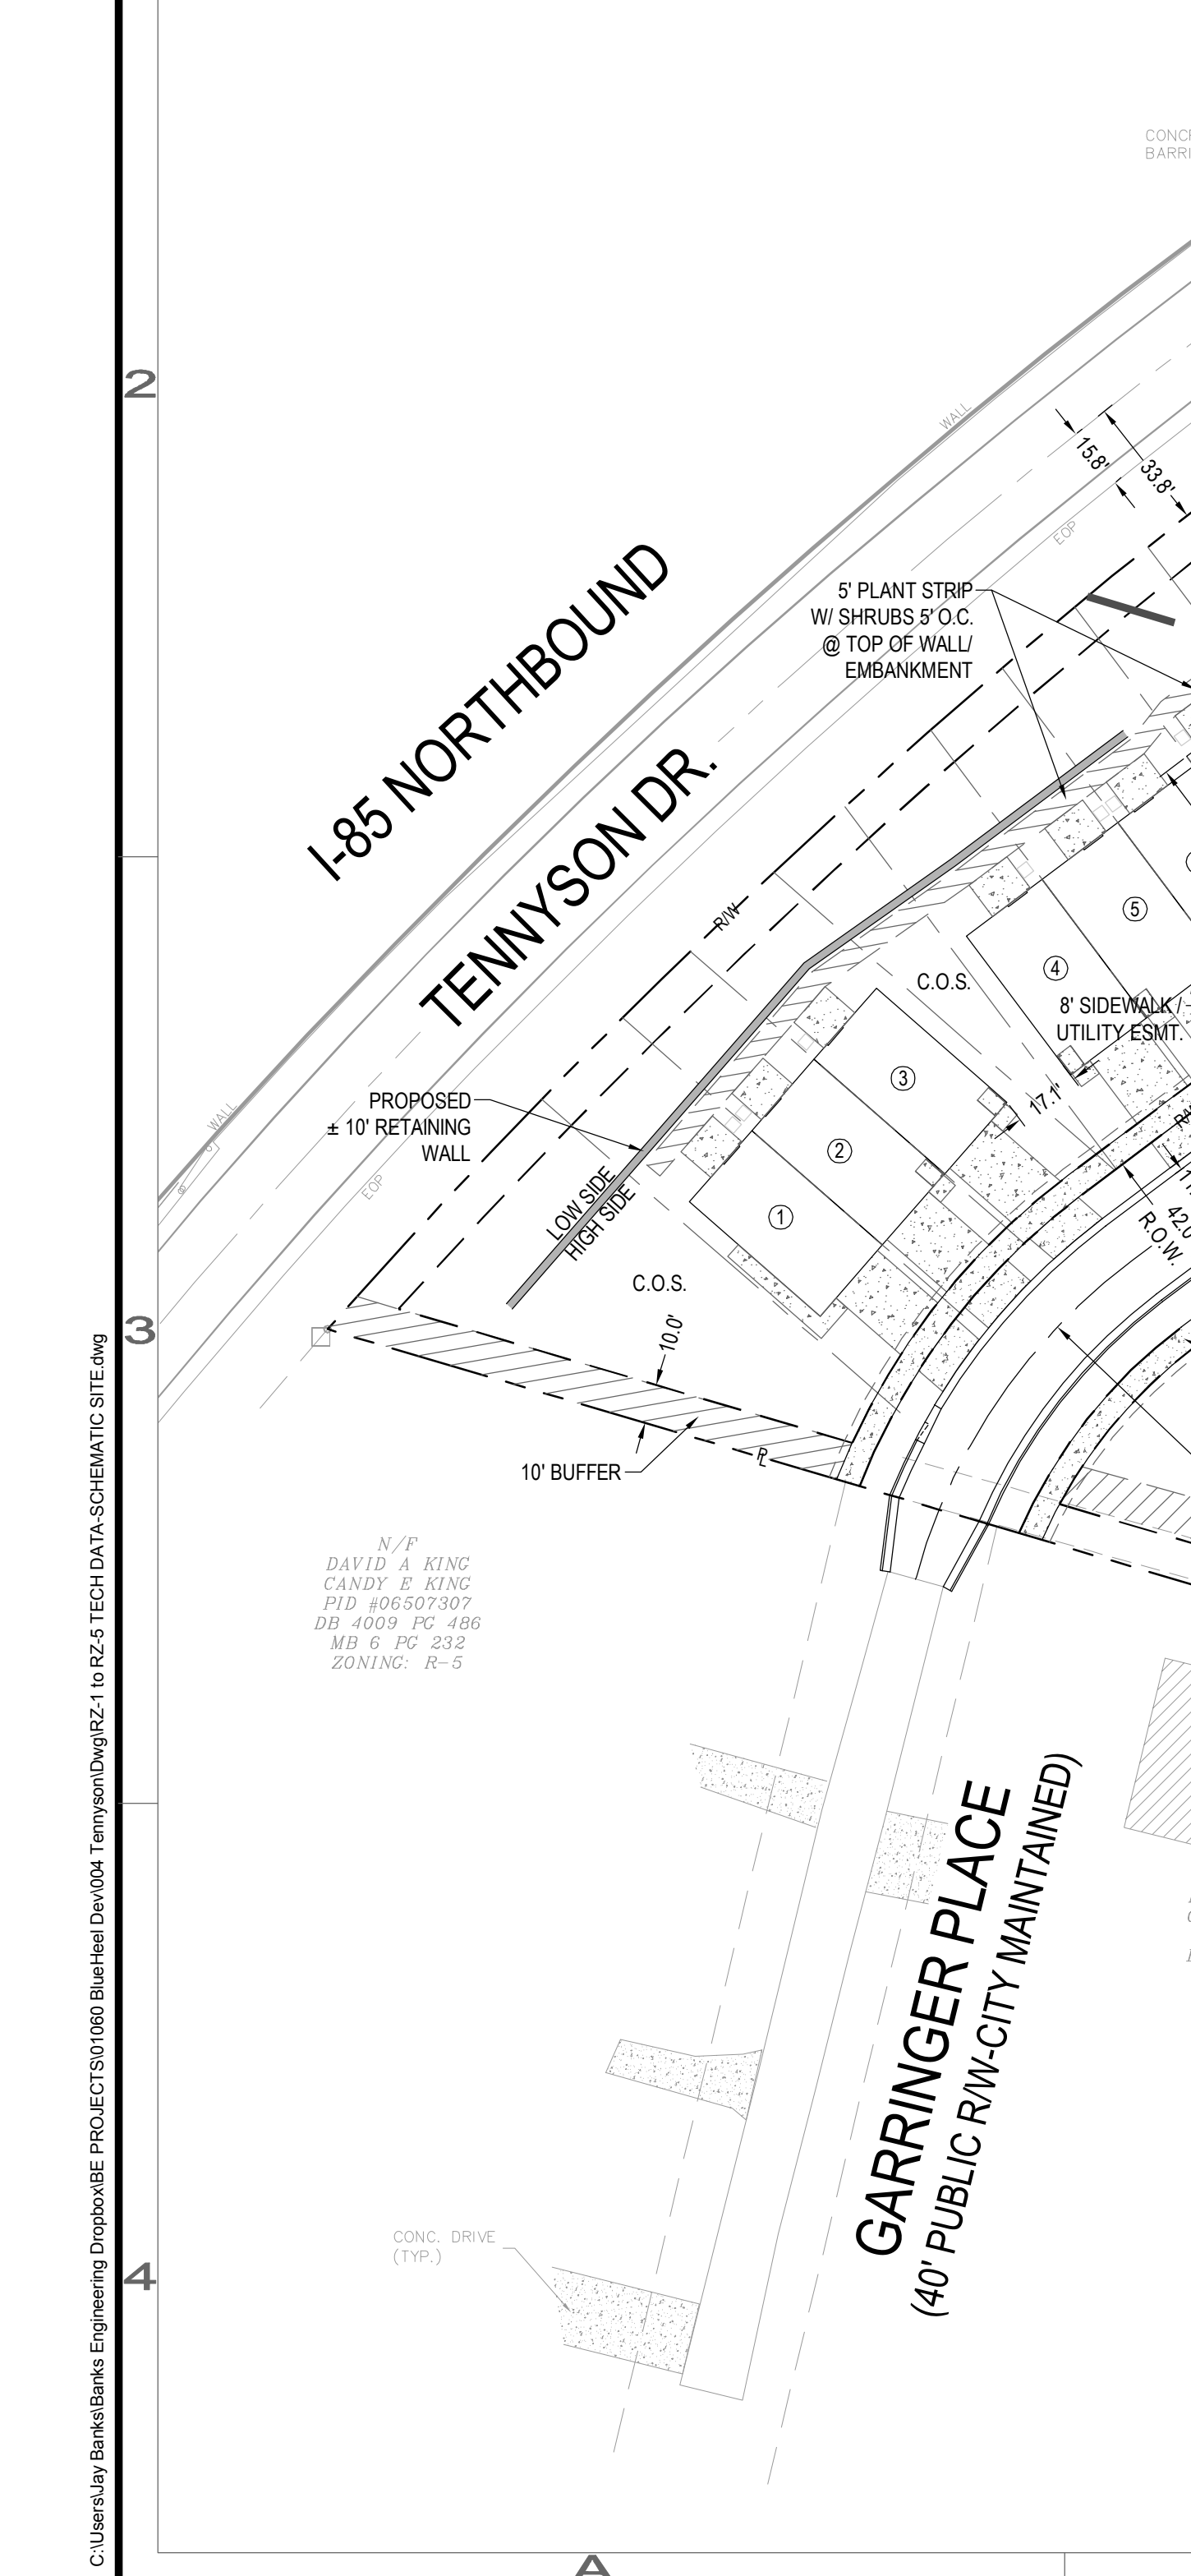 CONC
BARRI
2
WALL
15.8'
33.8'
EOP
I-85 NORTHBOUND
5' PLANT STRIP
W/ SHRUBS 5' O.C.
@ TOP OF WALL/
EMBANKMENT
TENNYSON DR.
R/W
5
4
C.O.S.
8' SIDEWALK /
UTILITY ESMT.
3
17.1'
PROPOSED
± 10' RETAINING
WALL
WALL
2
EOP
LOW SIDE
HIGH SIDE
1
42.0
R.O.W.
C.O.S.
10.0'
3
10' BUFFER
PL
N/F
DAVID A KING
CANDY E KING
PID #06507307
DB 4009 PG 486
MB 6 PG 232
ZONING: R-5
GARRINGER PLACE
(40' PUBLIC R/W-CITY MAINTAINED)
CONC. DRIVE
(TYP.)
4
A
C:\Users\Jay Banks\Banks Engineering Dropbox\BE PROJECTS\01060 BlueHeel Dev\004 Tennyson\Dwg\RZ-1 to RZ-5 TECH DATA-SCHEMATIC SITE.dwg